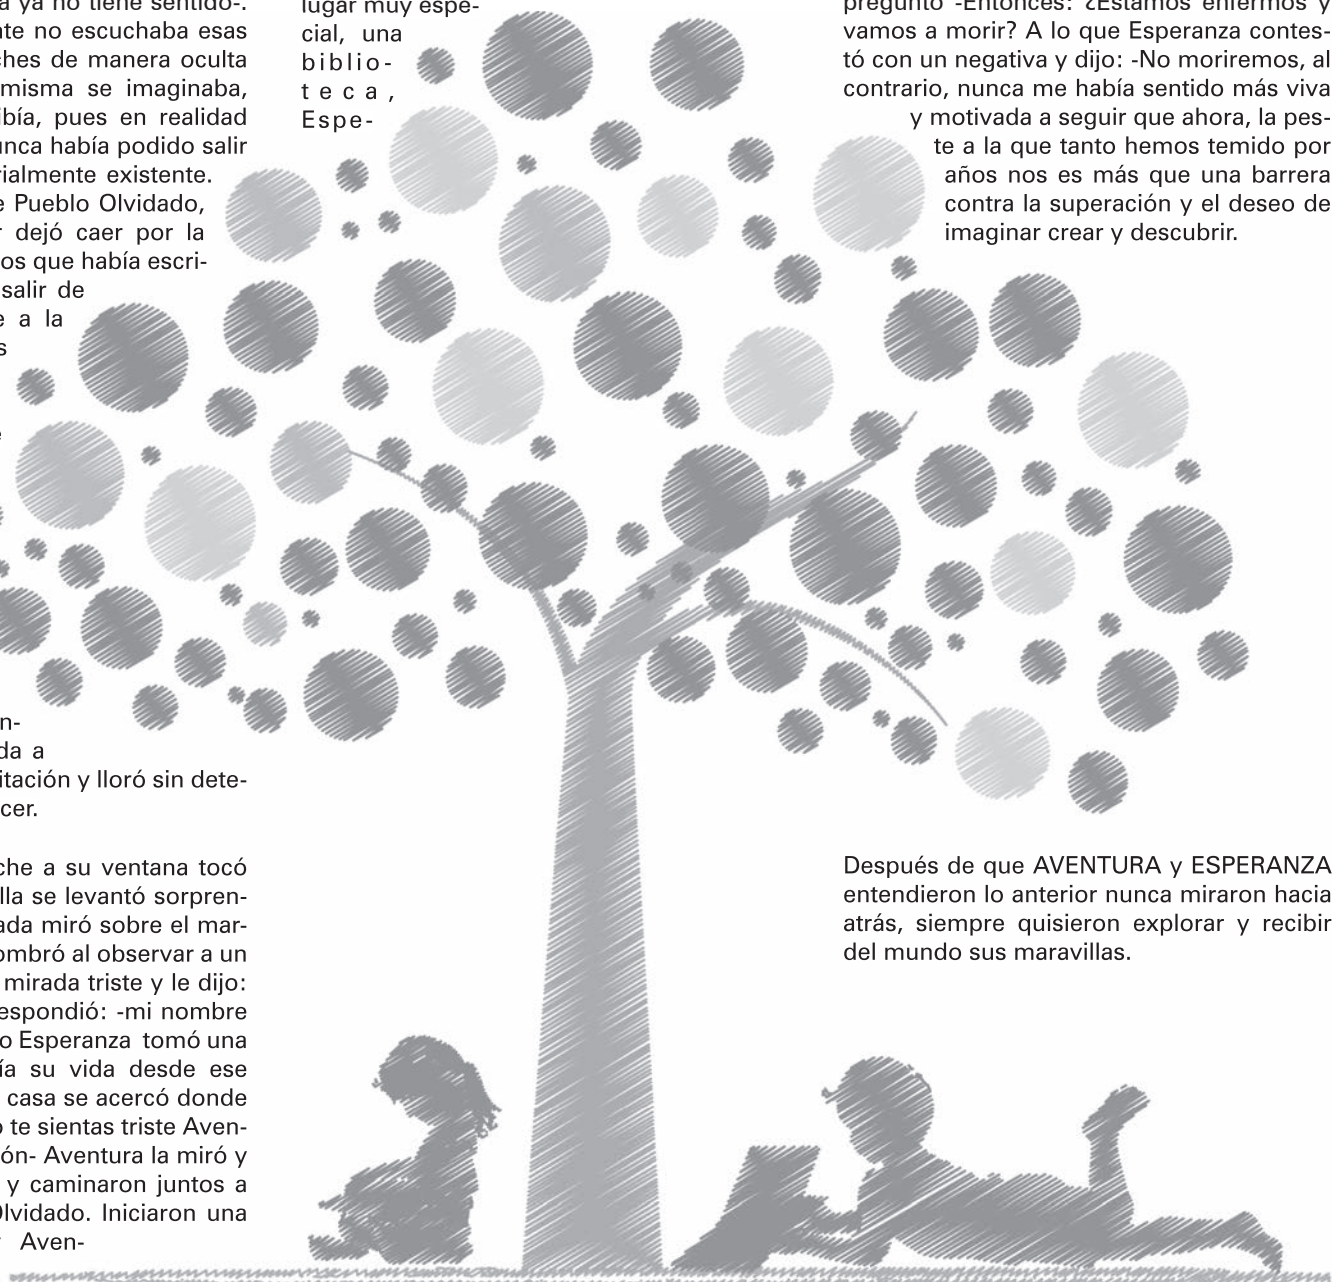 a ya no tiene sentido-.
nte no escuchaba esas
ches de manera oculta
misma se imaginaba,
ibía, pues en realidad
unca había podido salir
rialmente existente.
e Pueblo Olvidado,
r dejó caer por la
os que había escri-
salir de
e a la
s
e
n-
da a
itación y lloró sin dete-
cer.
che a su ventana tocó
lla se levantó sorpren-
ada miró sobre el mar-
ombró al observar a un
mirada triste y le dijo:
espondió: -mi nombre
o Esperanza tomó una
ía su vida desde ese
casa se acercó donde
o te sientas triste Aven-
ón- Aventura la miró y
y caminaron juntos a
Olvidado. Iniciaron una
Aven-
lugar muy espe-
cial, una
biblio-
teca,
Espe-
preguntó -Entonces: ¿Estamos enfermos y
vamos a morir? A lo que Esperanza contes-
tó con un negativa y dijo: -No moriremos, al
contrario, nunca me había sentido más viva
y motivada a seguir que ahora, la pes-
te a la que tanto hemos temido por
años nos es más que una barrera
contra la superación y el deseo de
imaginar crear y descubrir.
Después de que AVENTURA y ESPERANZA
entendieron lo anterior nunca miraron hacia
atrás, siempre quisieron explorar y recibir
del mundo sus maravillas.